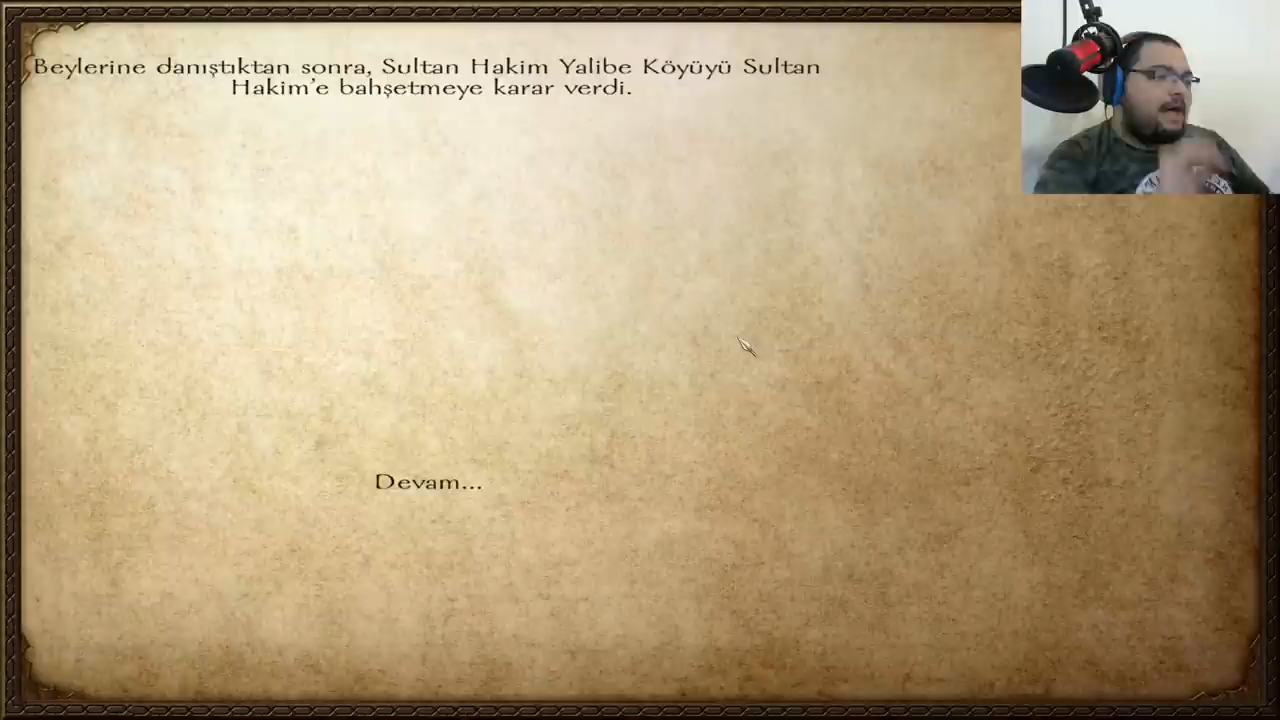 Beylerine danıştıktan sonra, Sultan Hakim Yalibe Köyüyü Sultan
Hakim'e bahşetmeye karar verdi.
Devam...